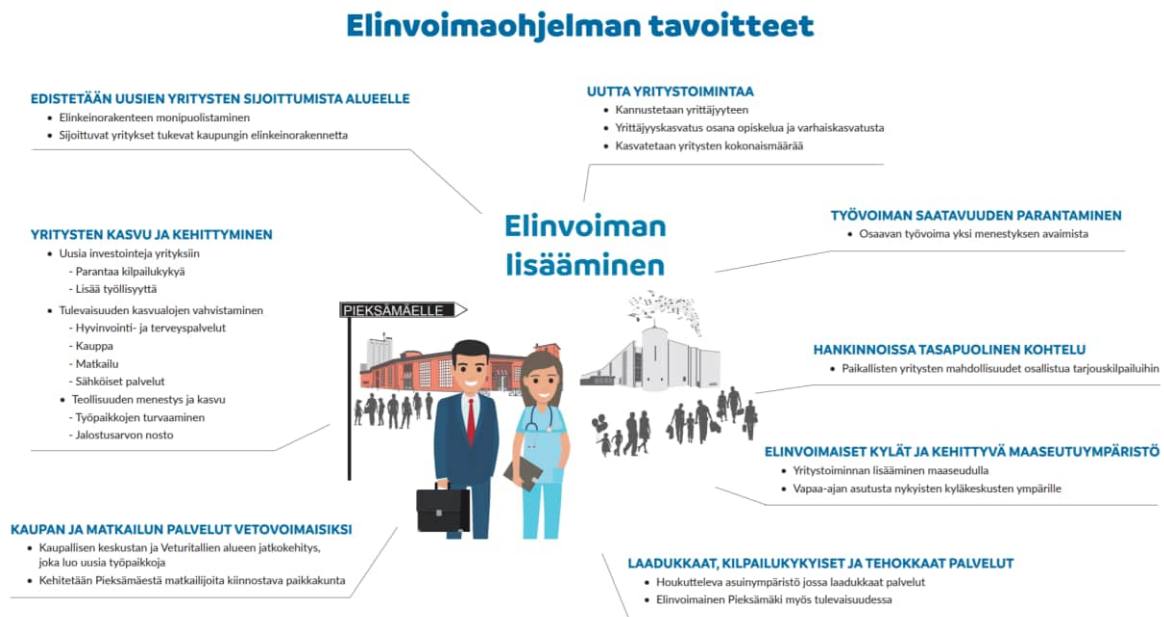 Elinvoimaohjelman tavoitteet
EDISTETÄÄN UUSIEN YRITYSTEN SIJOITTUMISTA ALUEELLE
• Elinkeinorakenteen monipuolistaminen
• Sijoittuvat yritykset tukevat kaupungin elinkeinorakennetta
UUTTA YRITYSTOIMINTAA
• Kannustetaan yrittäjyyteen
• Yrittäjyyskasvatus osana opiskelua ja varhaiskasvatusta
• Kasvatetaan yritysten kokonaismäärää
Elinvoiman
lisääminen
TYÖVOIMAN SAATAVUUDEN PARANTAMINEN
• Osaavan työvoima yksi menestyksen avaimista
YRITYSTEN KASVU JA KEHITTYMINEN
• Uusia investointeja yrityksiin
- Parantaa kilpailukykyä
- Lisää työllisyyttä
• Tulevaisuuden kasvualojen vahvistaminen
- Hyvinvointi- ja terveyspalvelut
- Kauppa
- Matkailu
- Sähköiset palvelut
• Teollisuuden menestys ja kasvu
- Työpaikkojen turvaaminen
- Jalostusarvon nosto
PIEKSÄMÄELLE
HANKINNOISSA TASAPUOLINEN KOHTELU
• Paikallisten yritysten mahdollisuudet osallistua tarjouskilpailuihin
ELINVOIMAISET KYLÄT JA KEHITTYVÄ MAASEUTUYMPÄRISTÖ
• Yritystoiminnan lisääminen maaseudulla
• Vapaa-ajan asutusta nykyisten kyläkeskusten ympärille
KAUPAN JA MATKAILUN PALVELUT VETOVOIMAISIKSI
• Kaupallisen keskustan ja Veturitallien alueen jatkokehitys,
joka luo uusia työpaikkoja
• Kehitetään Pieksämäestä matkailijoita kiinnostava paikkakunta
LAADUKKAAT, KILPAILUKYKYISET JA TEHOKKAAT PALVELUT
• Houkutteleva asuinympäristö jossa laadukkaat palvelut
• Elinvoimainen Pieksämäki myös tulevaisuudessa